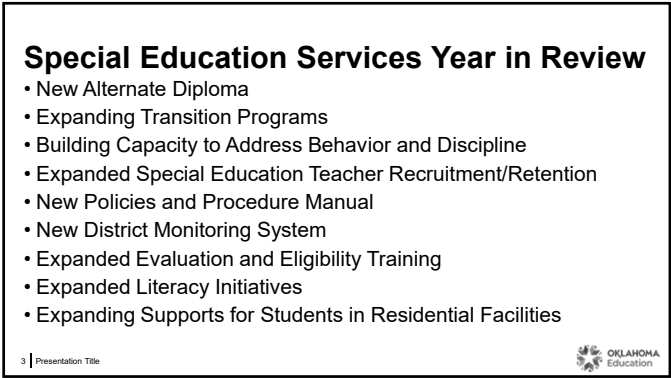 Special Education Services Year in Review
• New Alternate Diploma
• Expanding Transition Programs
• Building Capacity to Address Behavior and Discipline
• Expanded Special Education Teacher Recruitment/Retention
• New Policies and Procedure Manual
• New District Monitoring System
• Expanded Evaluation and Eligibility Training
• Expanded Literacy Initiatives
• Expanding Supports for Students in Residential Facilities
3 Presentation Title
OKLAHOMA
Education